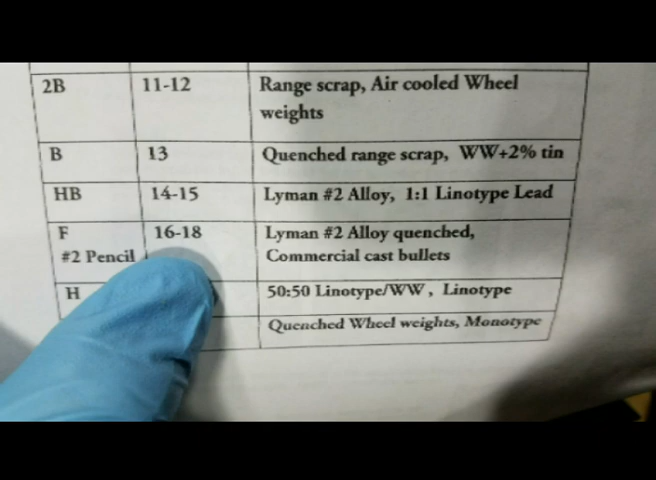 2B 11-12 Range scrap, Air cooled Wheel
weights
B 13 Quenched range scrap, WW+2% tin
HB 14-15 Lyman #2 Alloy, 1:1 Linotype Lead
F 16-18 Lyman #2 Alloy quenched,
#2 Pencil Commercial cast bullets
H 50:50 Linotype/WW, Linotype
Quenched Wheel weights, Monotype